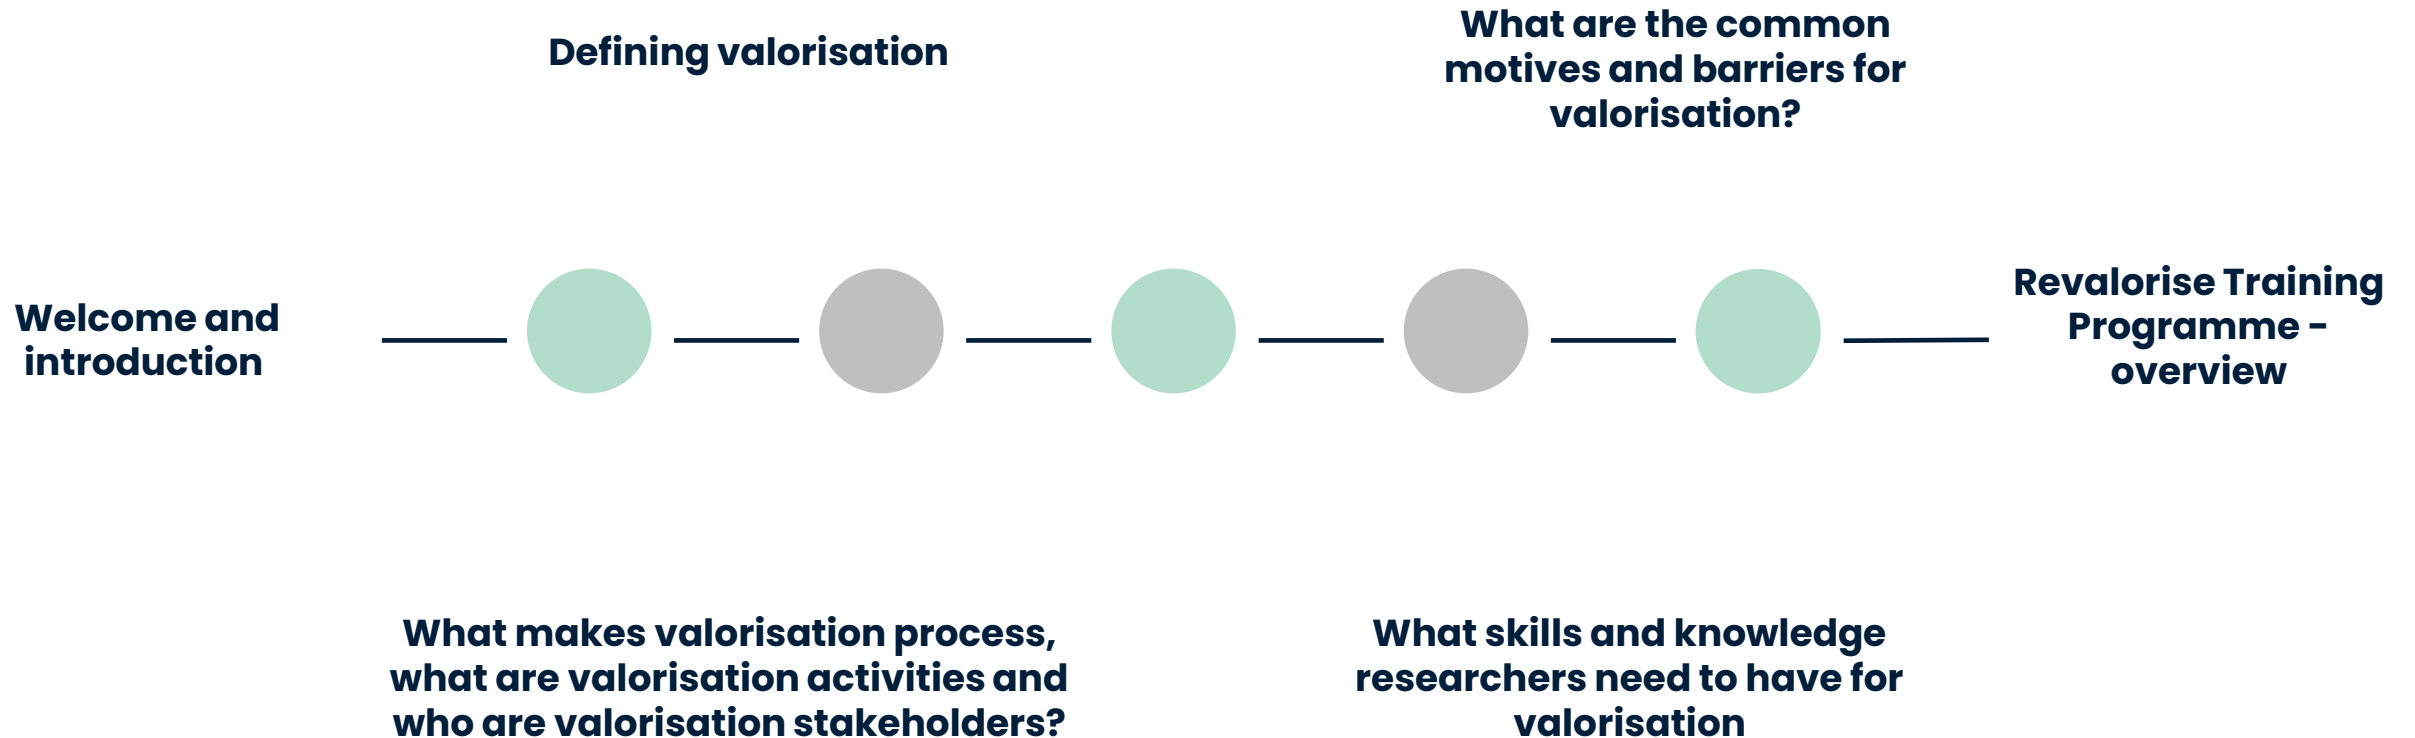 Defining valorisation
What are the common
motives and barriers for
valorisation?
Welcome and
introduction
Revalorise Training
Programme -
overview
What makes valorisation process,
what are valorisation activities and
who are valorisation stakeholders?
What skills and knowledge
researchers need to have for
valorisation